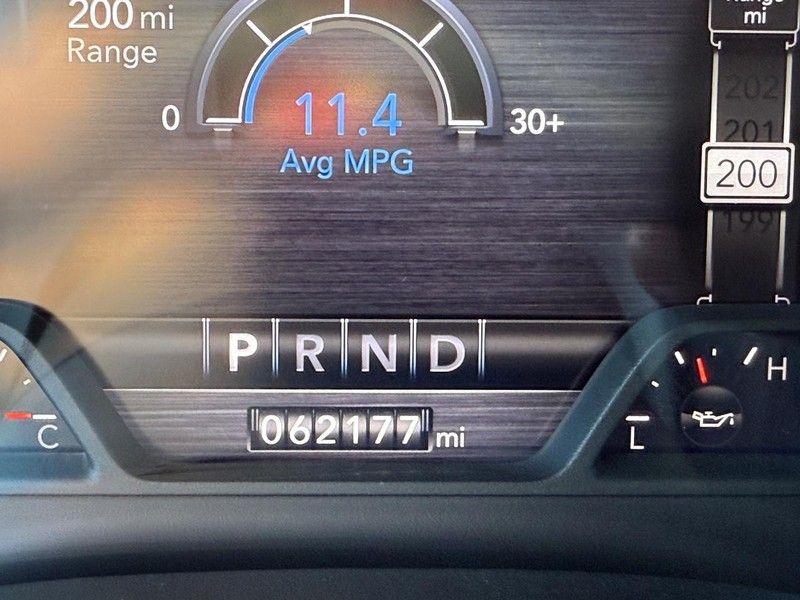 200 mi
Range
0
11.4
30+
Avg MPG
Range
mi
202
201
200
199
P R N D
C
062177 mi
L
H